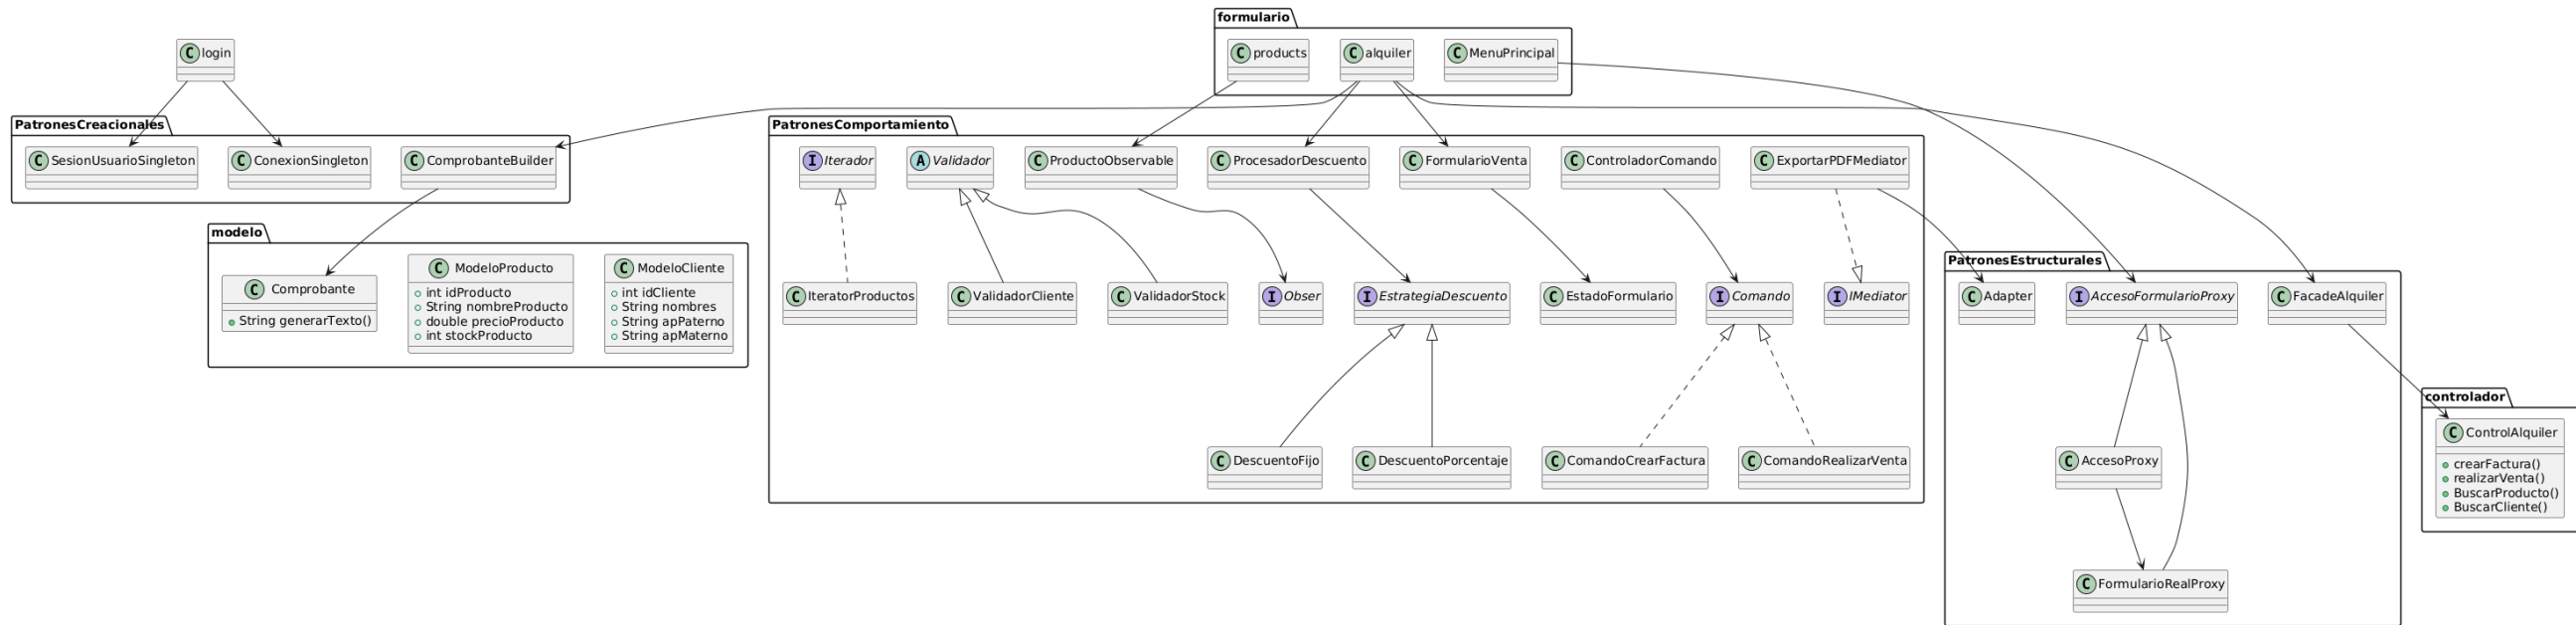 formulario
C products
C alquiler
C MenuPrincipal
C login
PatronesCreacionales
C SesionUsuarioSingleton
C ConexionSingleton
C ComprobanteBuilder
PatronesComportamiento
I Iterador
A Validador
C ProductoObservable
C ProcesadorDescuento
C FormularioVenta
C ControladorComando
C ExportarPDFMediator
C IteratorProductos
C ValidadorCliente
C ValidadorStock
I Obser
I EstrategiaDescuento
C EstadoFormulario
I Comando
I IMediator
C DescuentoFijo
C DescuentoPorcentaje
C ComandoCrearFactura
C ComandoRealizarVenta
modelo
C Comprobante
String generarTexto()
C ModeloProducto
int idProducto
String nombreProducto
double precioProducto
int stockProducto
C ModeloCliente
int idCliente
String nombres
String apPaterno
String apMaterno
PatronesEstructurales
C Adapter
I AccesoFormularioProxy
C FacadeAlquiler
C AccesoProxy
C FormularioRealProxy
controlador
C ControlAlquiler
crearFactura()
realizarVenta()
BuscarProducto()
BuscarCliente()